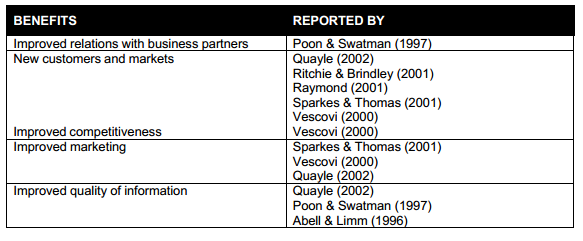 BENEFITS REPORTED BY
Improved relations with business partners Poon & Swatman (1997)
New customers and markets Quayle (2002)
Ritchie & Brindley (2001)
Raymond (2001)
Sparkes & Thomas (2001)
Vescovi (2000)
Improved competitiveness Vescovi (2000)
Improved marketing Sparkes & Thomas (2001)
Vescovi (2000)
Quayle (2002)
Improved quality of information Quayle (2002)
Poon & Swatman (1997)
Abell & Limm (1996)